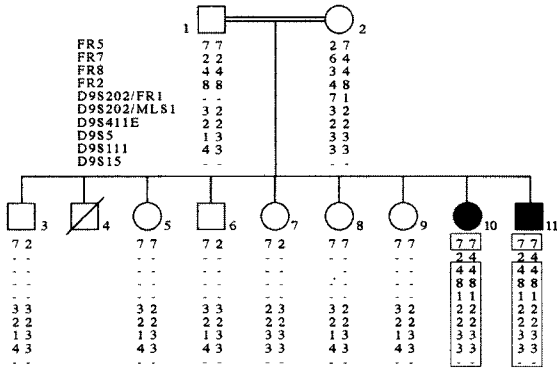 1 2
FR5 7 7 2 7
FR7 2 2 6 4
FR8 4 4 3 4
FR2 8 8 4 8
D9S202/FR1 - - 7 1
D9S202/MLS1 3 2 3 2
D9S411E 2 2 2 2
D9S5 1 3 3 3
D9S111 4 3 3 3
D9S15 - - - -
3 4 5 6 7 8 9 10 11
7 2 7 7 7 2 7 2 7 7 7 7 7 7 7 7
- - - - - - - - - - - - 2 4 2 4
- - - - - - - - - - - - 4 4 4 4
- - - - - - - - - - - - 8 8 8 8
- - - - - - - - - - - - 1 1 1 1
3 3 3 2 3 3 2 3 3 2 3 2 2 2 2 2
2 2 2 2 2 2 2 2 2 2 2 2 2 2 2 2
1 3 1 3 1 3 3 3 1 3 1 3 3 3 3 3
4 3 4 3 4 3 3 3 4 3 4 3 3 3 3 3
- - - - - - - - - - - - - - - -